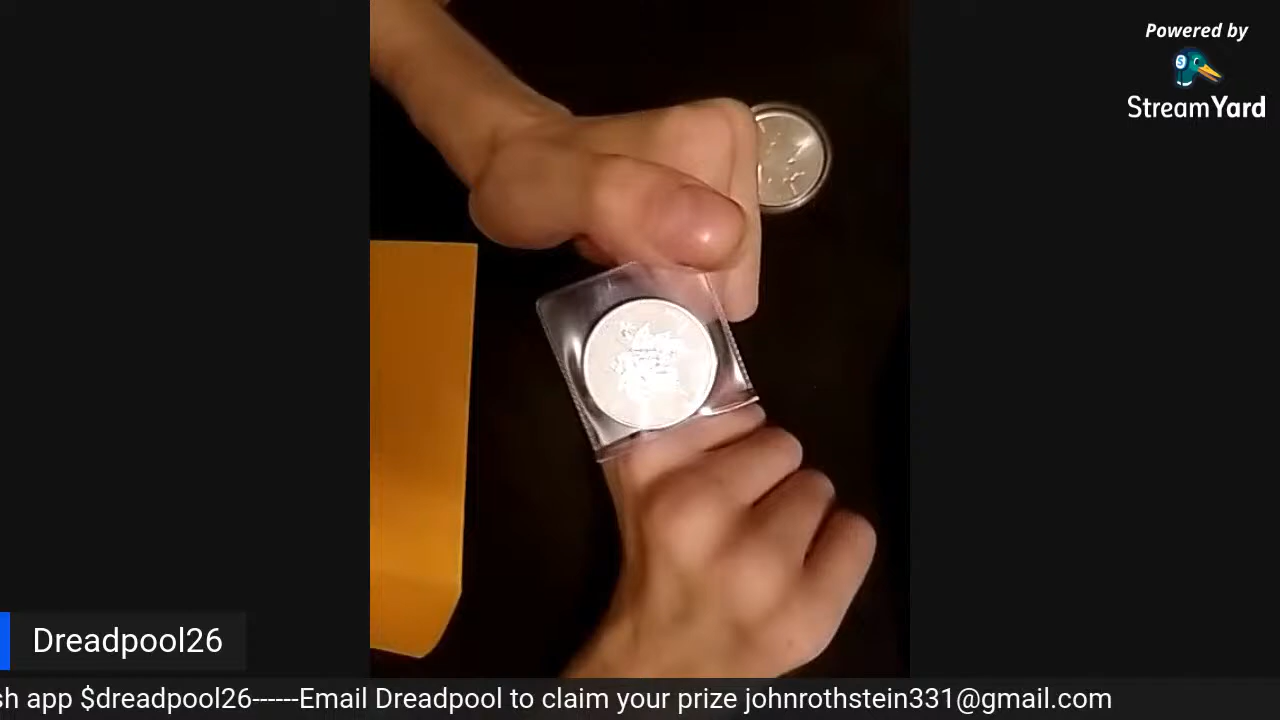 Powered by
StreamYard
Dreadpool26
sh app $dreadpool26------Email Dreadpool to claim your prize johnrothstein331@gmail.com